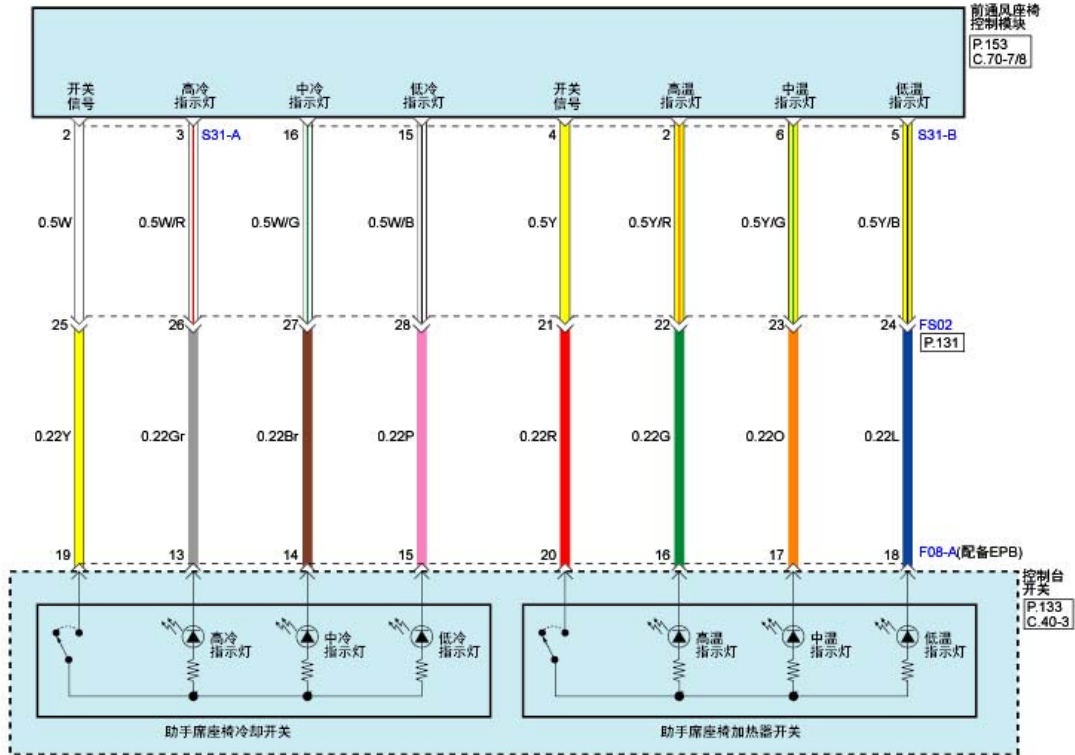 前通风座椅
控制模块
P.153
C.70-7/8
开关
信号
高冷
指示灯
中冷
指示灯
低冷
指示灯
开关
信号
高温
指示灯
中温
指示灯
低温
指示灯
2 3 S31-A 16 15 4 2 6 5 S31-B
0.5W 0.5W/R 0.5W/G 0.5W/B 0.5Y 0.5Y/R 0.5Y/G 0.5Y/B
25 26 27 28 21 22 23 24 FS02
P.131
0.22Y 0.22Gr 0.22Br 0.22P 0.22R 0.22G 0.22O 0.22L
19 13 14 15 20 16 17 18 F08-A(配备EPB)
控制台
开关
P.133
C.40-3
高冷
指示灯
中冷
指示灯
低冷
指示灯
高温
指示灯
中温
指示灯
低温
指示灯
助手席座椅冷却开关
助手席座椅加热器开关